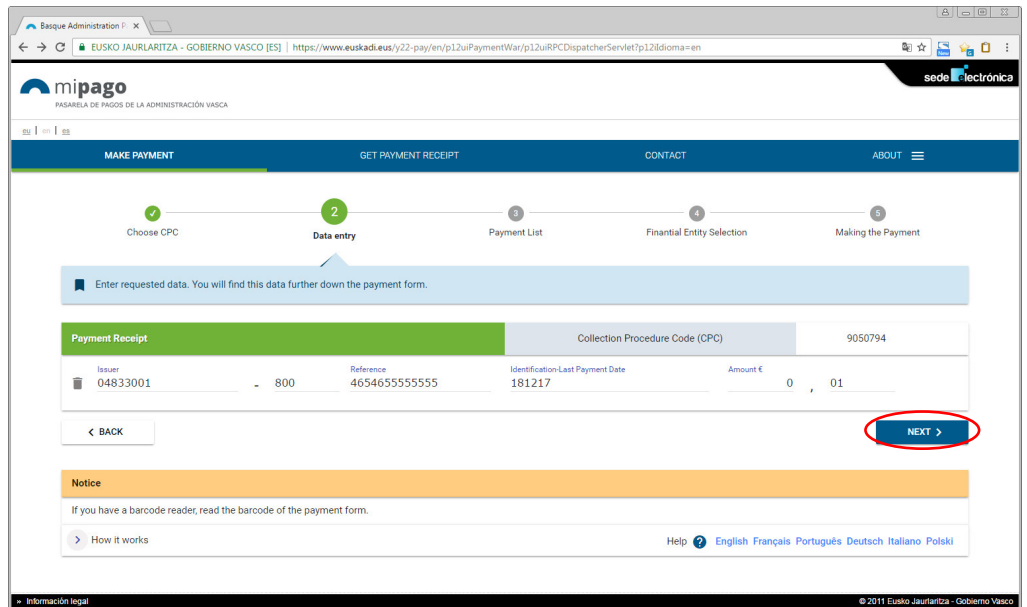 Basque Administration P
EUSKO JAURLARITZA - GOBIERNO VASCO [ES] | https://www.euskadi.eus/y22-pay/en/p12uiPaymentWar/p12uiRPCDispatcherServlet?p12iIdioma=en
New
sede electrónica
mipago
PASARELA DE PAGOS DE LA ADMINISTRACIÓN VASCA
eu | en | es
MAKE PAYMENT GET PAYMENT RECEIPT CONTACT ABOUT
2 3 4 5
Choose CPC Data entry Payment List Finantial Entity Selection Making the Payment
Enter requested data. You will find this data further down the payment form.
Payment Receipt Collection Procedure Code (CPC) 9050794
Issuer Reference Identification-Last Payment Date Amount €
04833001 - 800 4654655555555 181217 0 , 01
BACK NEXT
Notice
If you have a barcode reader, read the barcode of the payment form.
How it works Help ? English Français Português Deutsch Italiano Polski
» Información legal © 2011 Eusko Jaurlaritza - Gobierno Vasco